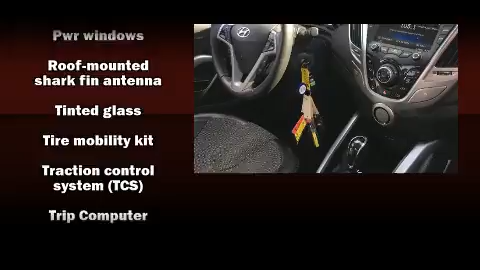 Pwr windows
Roof-mounted
shark fin antenna
Tinted glass
Tire mobility kit
Traction control
system (TCS)
Trip Computer